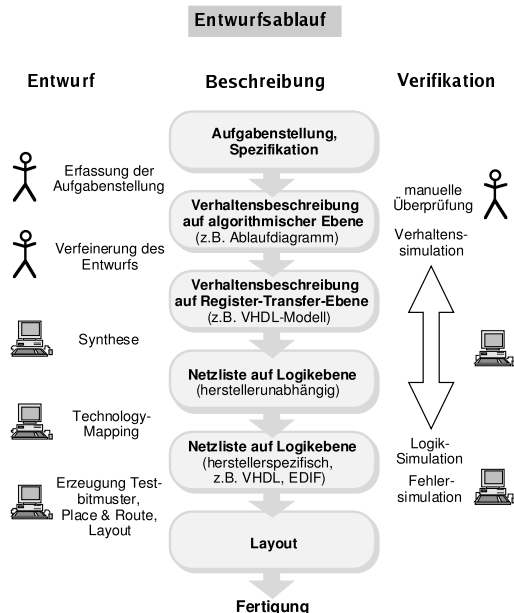 Entwurfsablauf
Entwurf
Beschreibung
Verifikation
Aufgabenstellung,
Spezifikation
Erfassung der
Aufgabenstellung
Verhaltensbeschreibung
auf algorithmischer Ebene
(z.B. Ablaufdiagramm)
manuelle
Überprüfung
Verfeinerung des
Entwurfs
Verhaltens-
simulation
Verhaltensbeschreibung
auf Register-Transfer-Ebene
(z.B. VHDL-Modell)
Synthese
Netzliste auf Logikebene
(herstellerunabhängig)
Technology-
Mapping
Netzliste auf Logikebene
(herstellerspezifisch,
z.B. VHDL, EDIF)
Logik-
Simulation
Fehler-
simulation
Erzeugung Test-
bitmuster,
Place & Route,
Layout
Layout
Fertigung